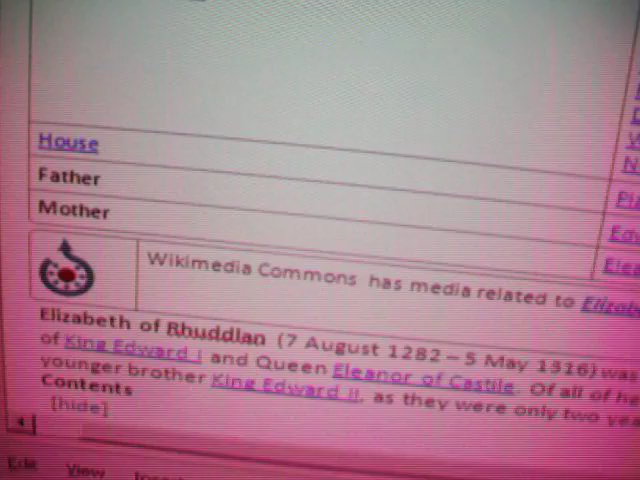 House
Father
Mother
Wikimedia Commons has media related to
Elizabeth of Rhuddlan (7 August 1282 – 5 May 1316) was
of King Edward I and Queen Eleanor of Castile. Of all of
younger brother King Edward II, as they were only two
Contents
[hide]
Edit View